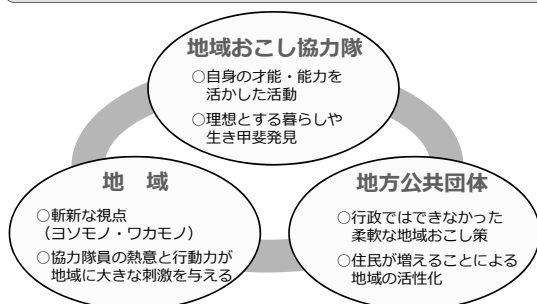 地域おこし協力隊
○自身の才能・能力を
活かした活動
○理想とする暮らしや
生き甲斐発見
地　域
○斬新な視点
（ヨソモノ・ワカモノ）
○協力隊員の熱意と行動力が
地域に大きな刺激を与える
地方公共団体
○行政ではできなかった
柔軟な地域おこし策
○住民が増えることによる
地域の活性化